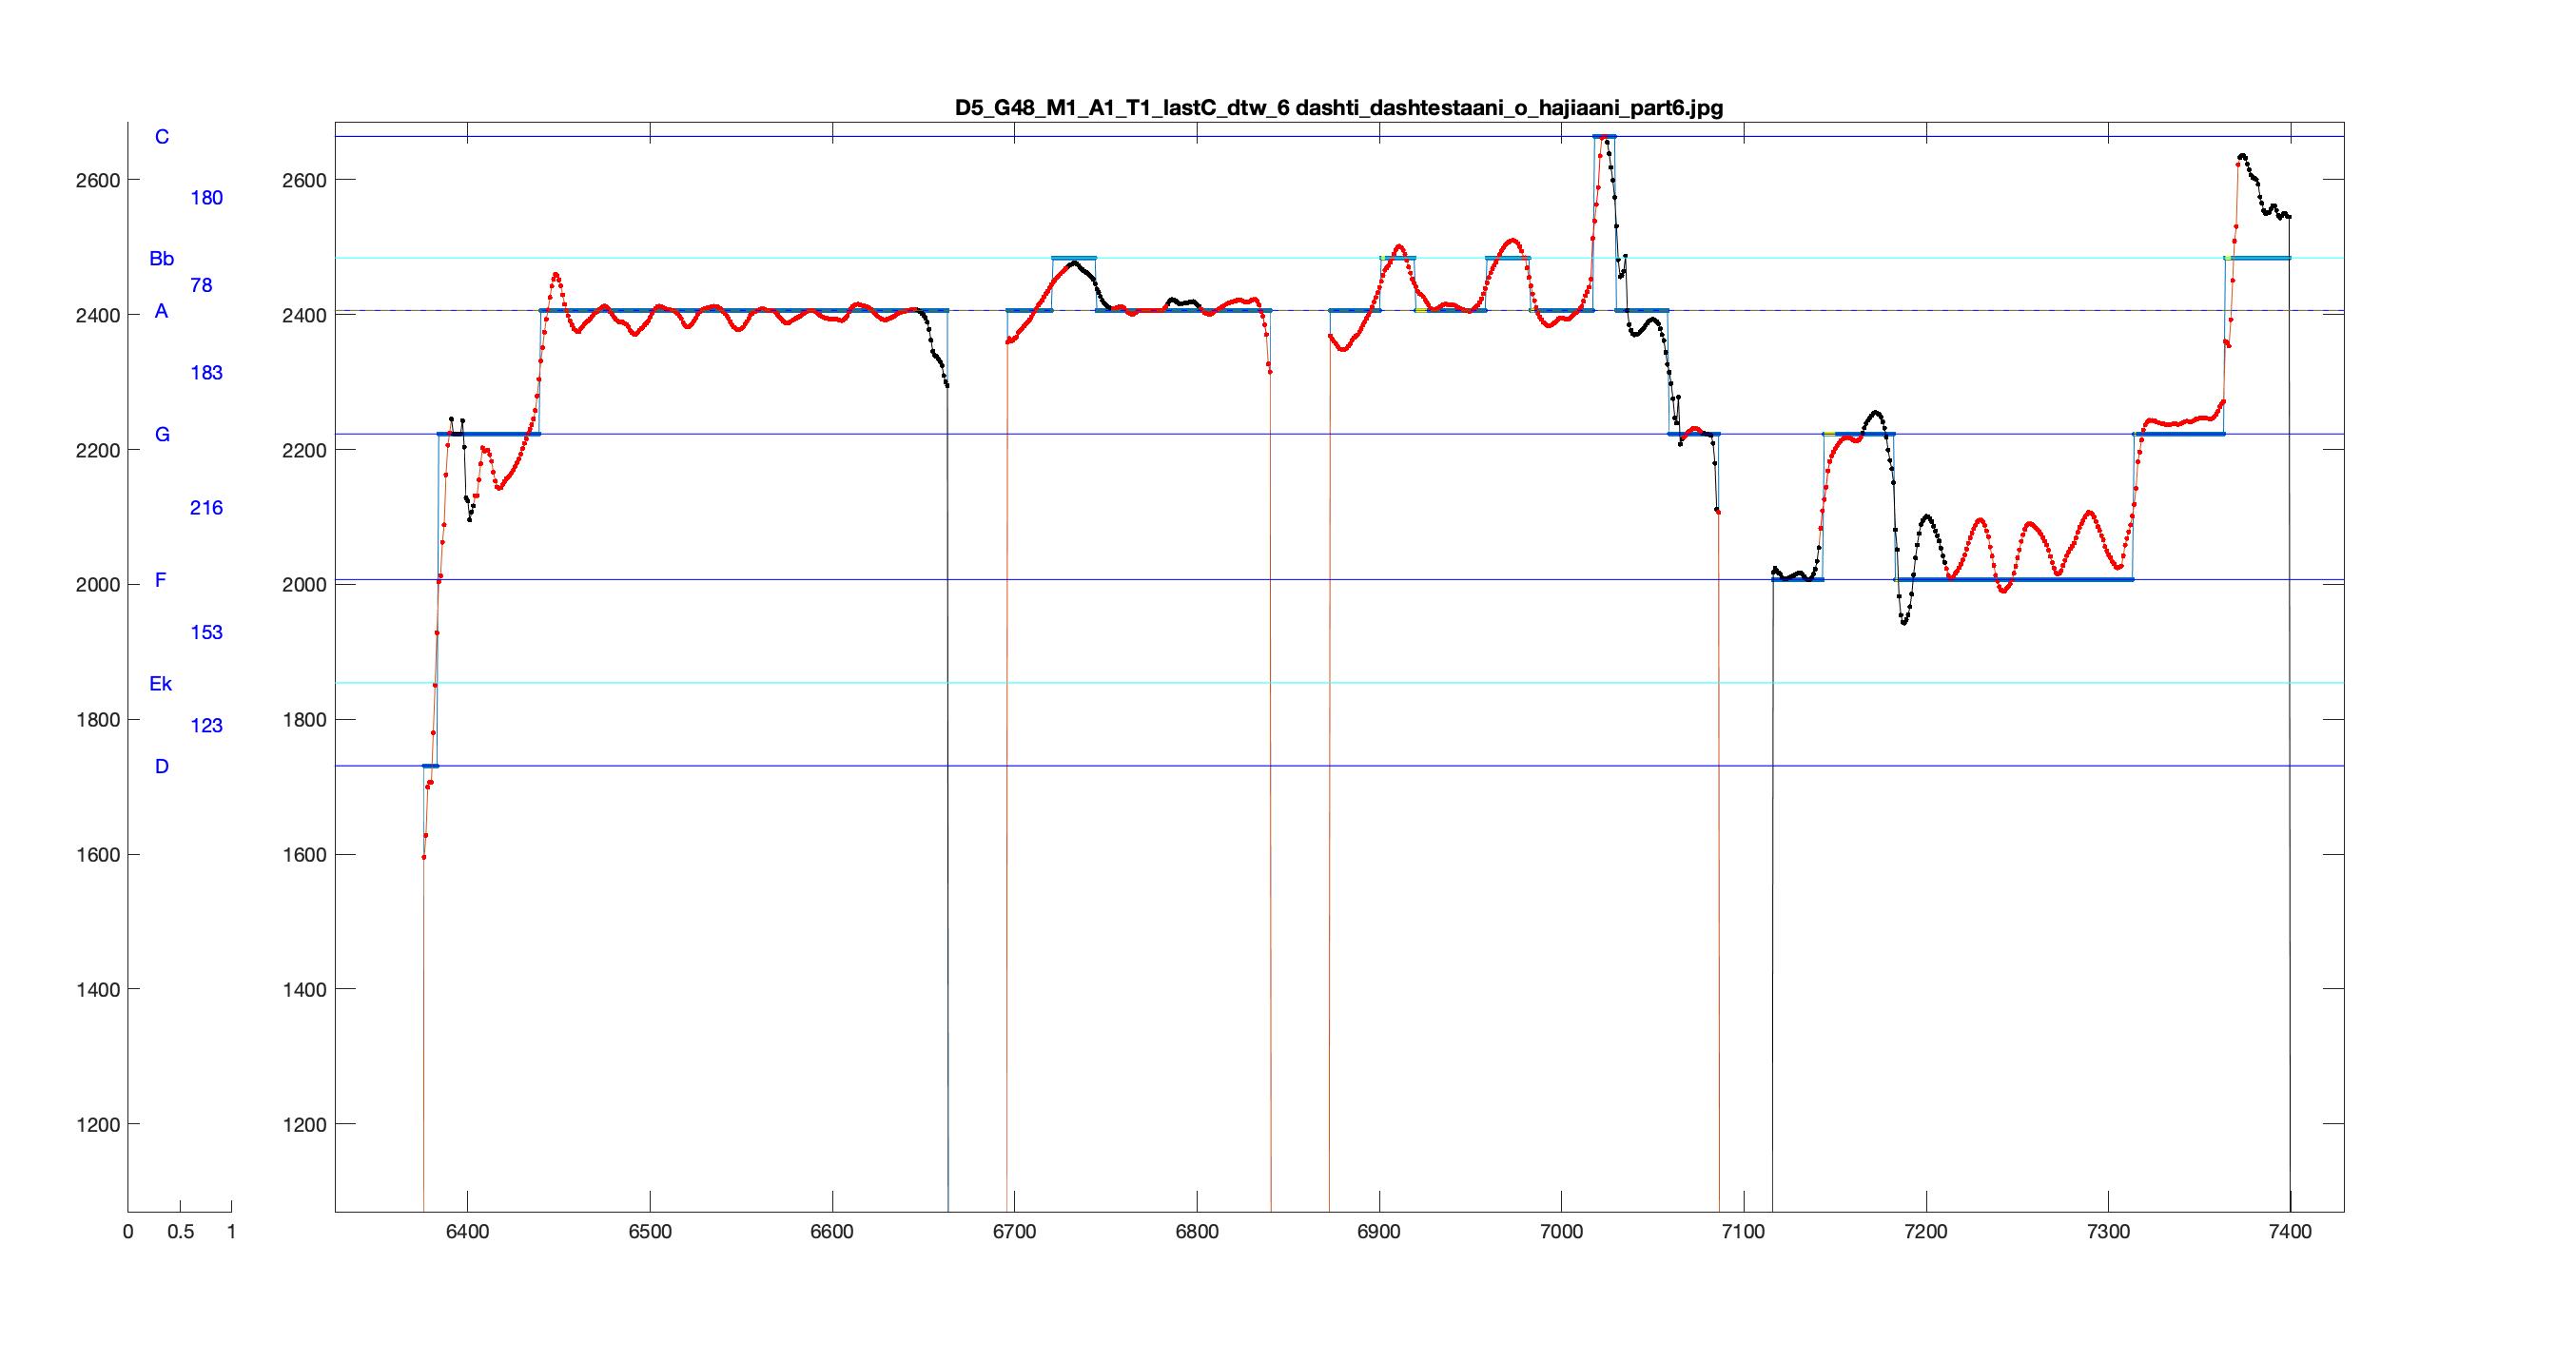 D5_G48_M1_A1_T1_lastC_dtw_6 dashti_dashtestaani_o_hajiaani_part6.jpg
C
2600 180 2600
Bb
78
2400 A 2400
183
G
2200 2200
216
F
2000 2000
153
Ek
1800 123 1800
D
1600 1600
1400 1400
1200 1200
0 0.5 1 6400 6500 6600 6700 6800 6900 7000 7100 7200 7300 7400